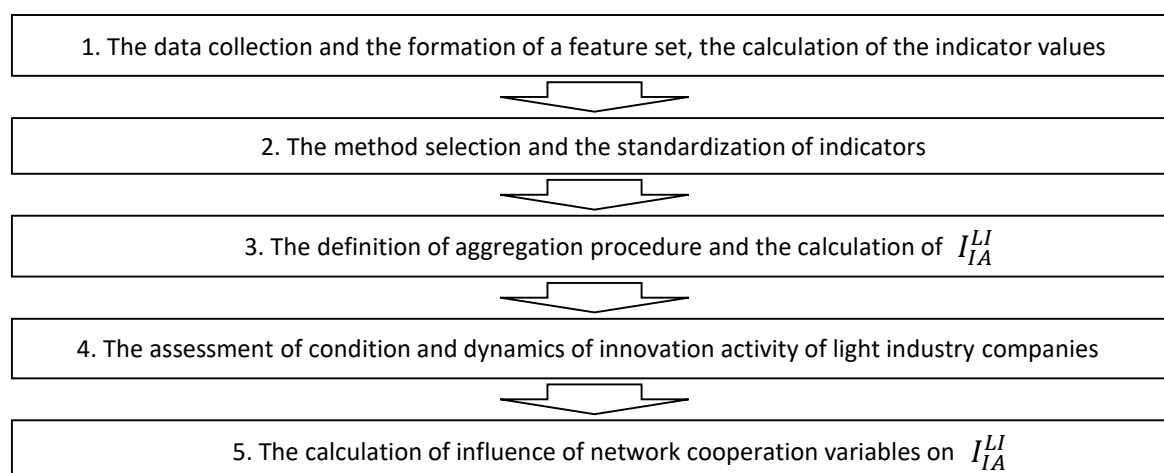 1. The data collection and the formation of a feature set, the calculation of the indicator values
2. The method selection and the standardization of indicators
3. The definition of aggregation procedure and the calculation of $I_{IA}^{LI}$
4. The assessment of condition and dynamics of innovation activity of light industry companies
5. The calculation of influence of network cooperation variables on $I_{IA}^{LI}$